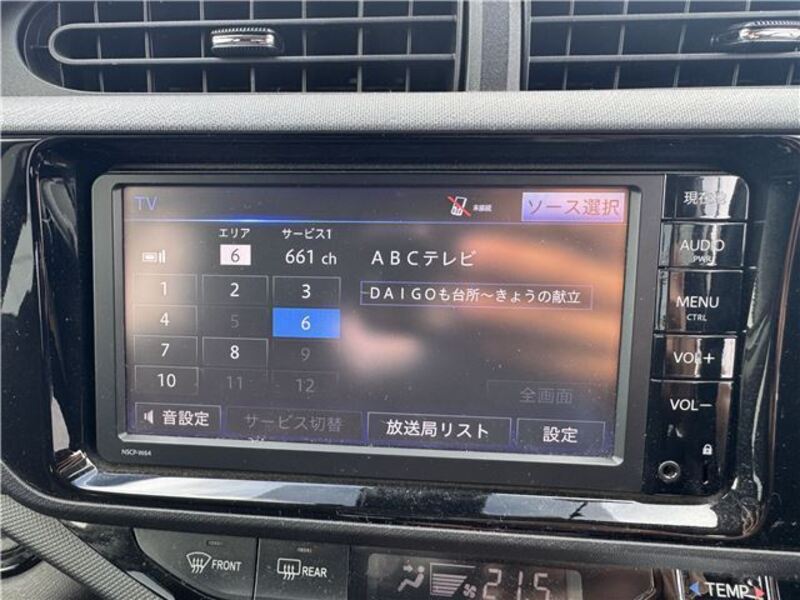 TV
未接続
ソース選択
エリア
サービス1
6
661 ch
ABCテレビ
DAIGOも台所~きょうの献立
1
2
3
4
5
6
7
8
9
10
11
12
全画面
音設定
サービス切替
放送局リスト
設定
NSCP-W64
現在地
AUDIO
PWR
MENU
CTRL
VOL+
VOL−
FRONT
REAR
21.5
TEMP